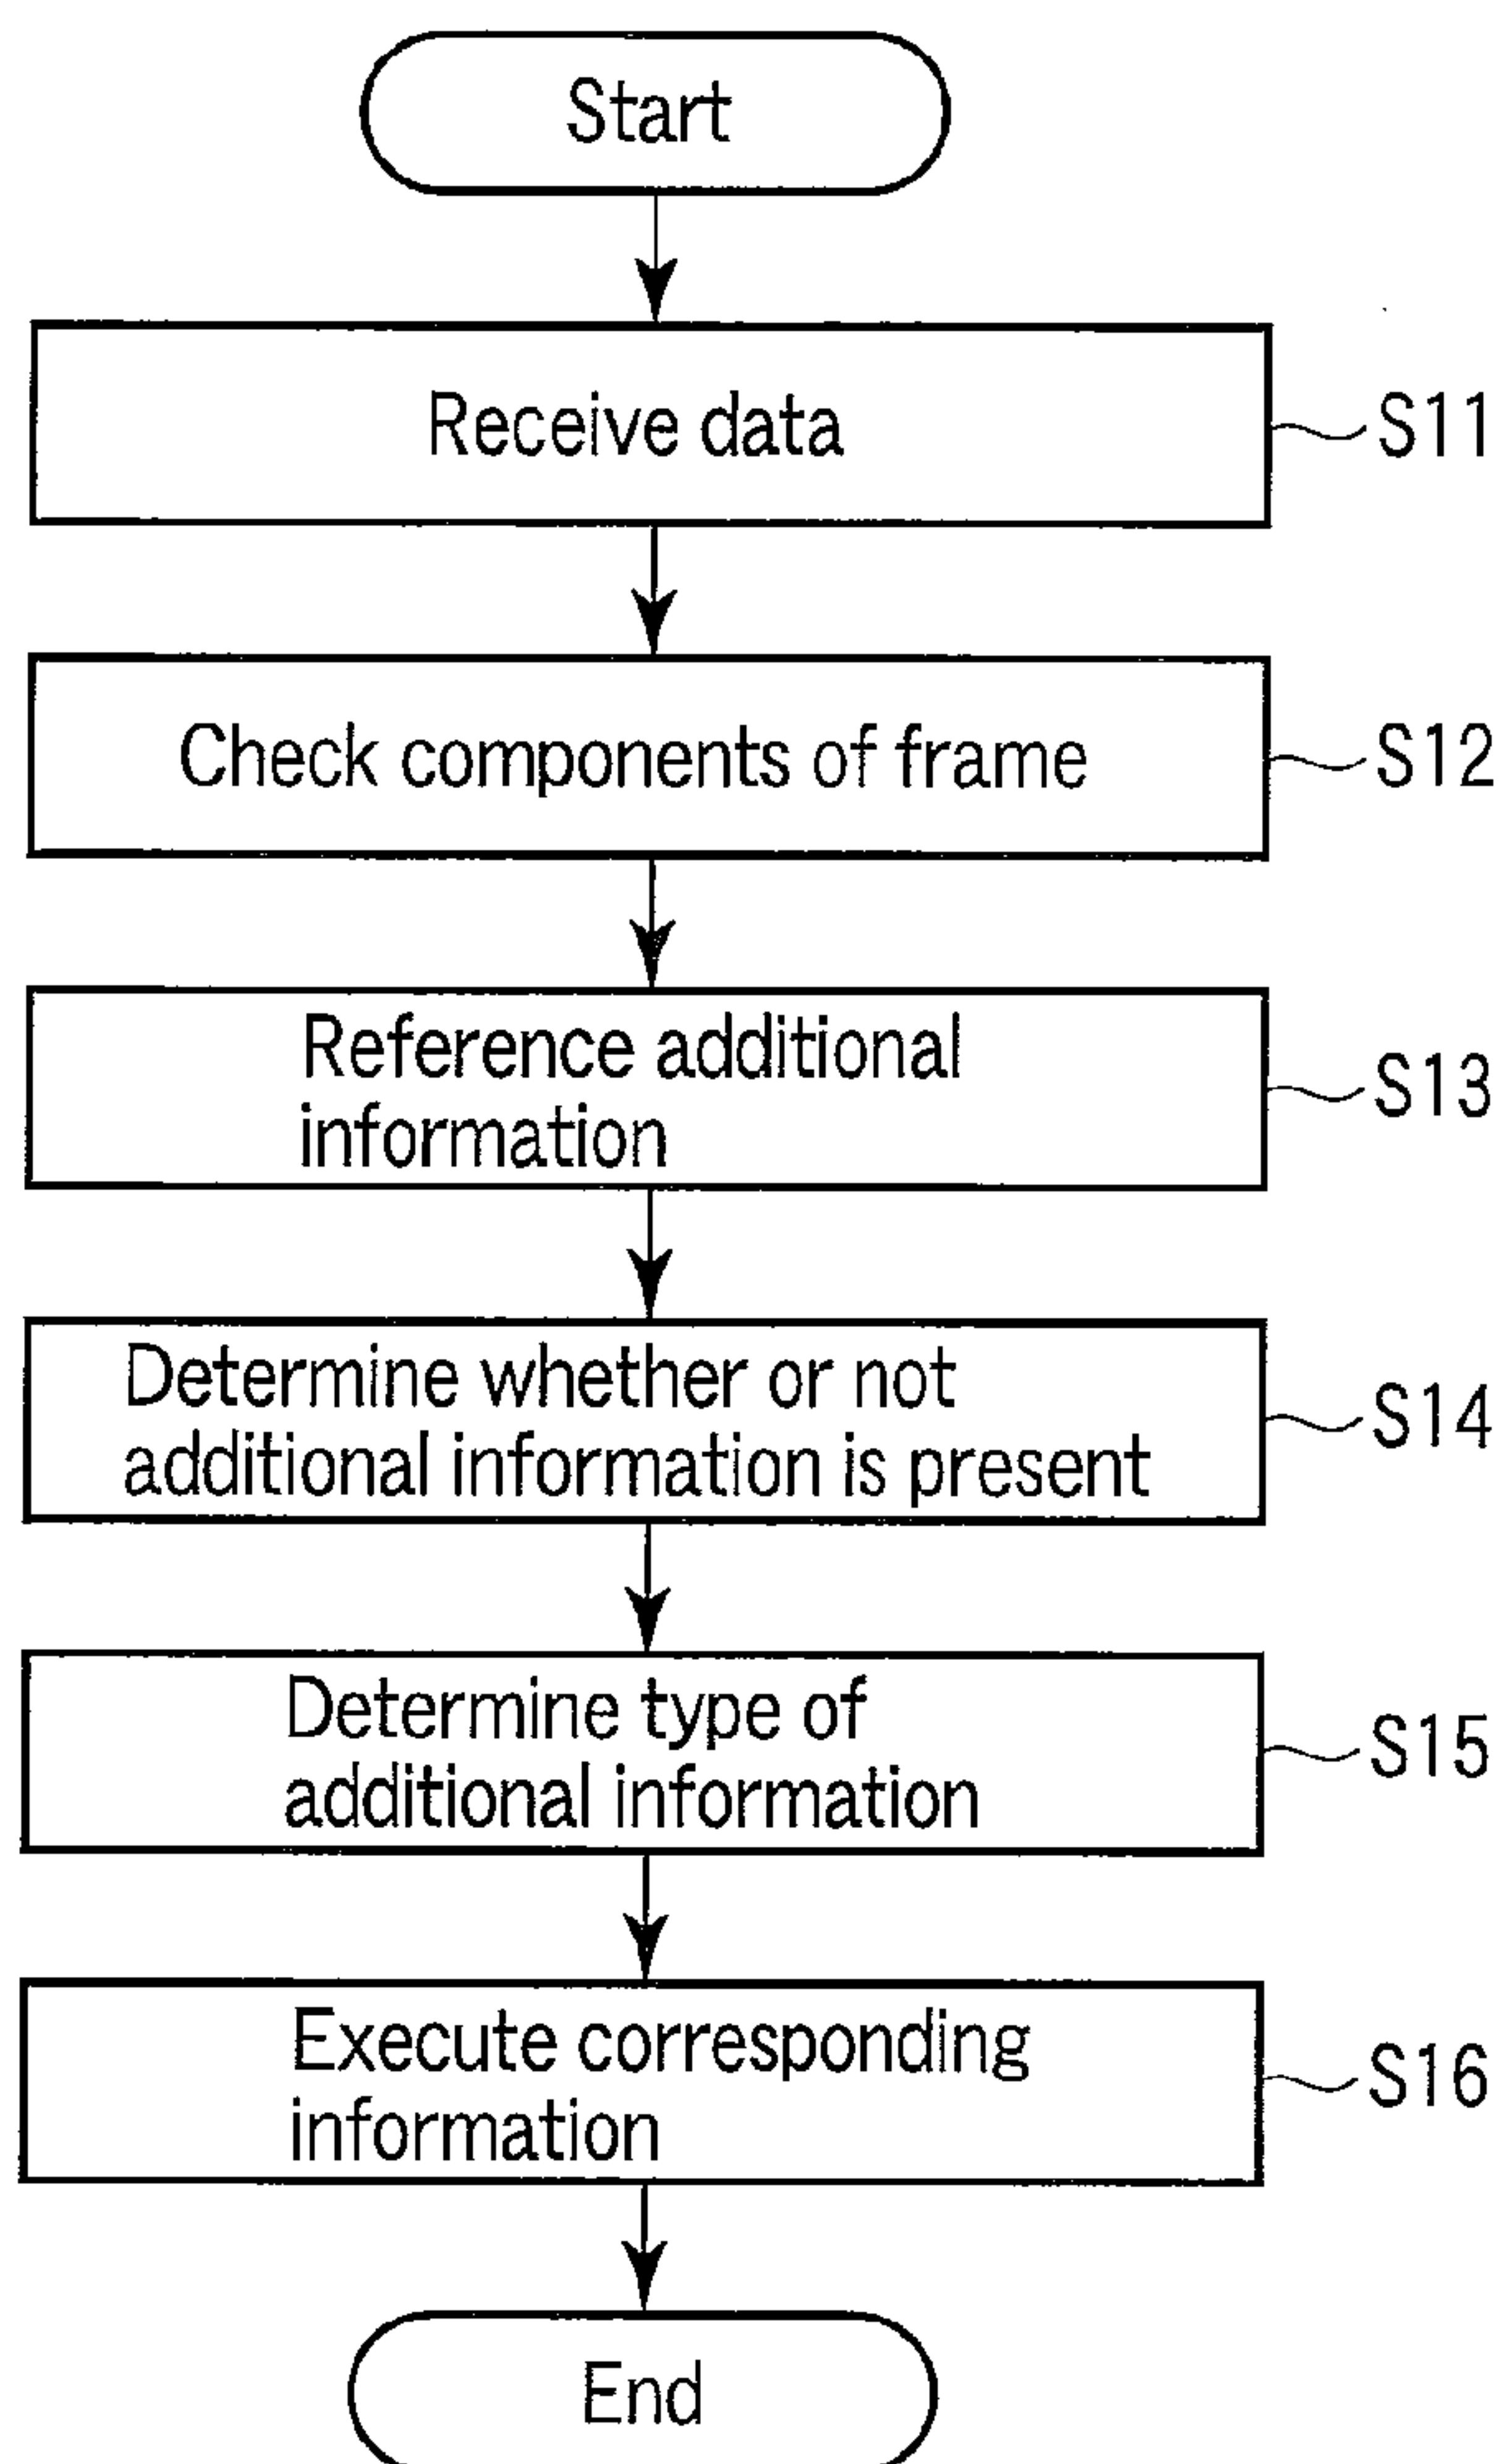 Start
Receive data
S11
Check components of frame
S12
Reference additional
information
S13
Determine whether or not
additional information is present
S14
Determine type of
additional information
S15
Execute corresponding
information
S16
End